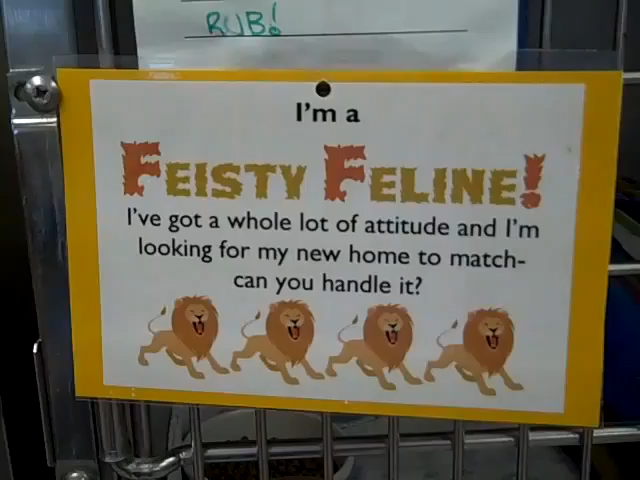 RUB!
I'm a
FEISTY FELINE!
I've got a whole lot of attitude and I'm
looking for my new home to match-
can you handle it?